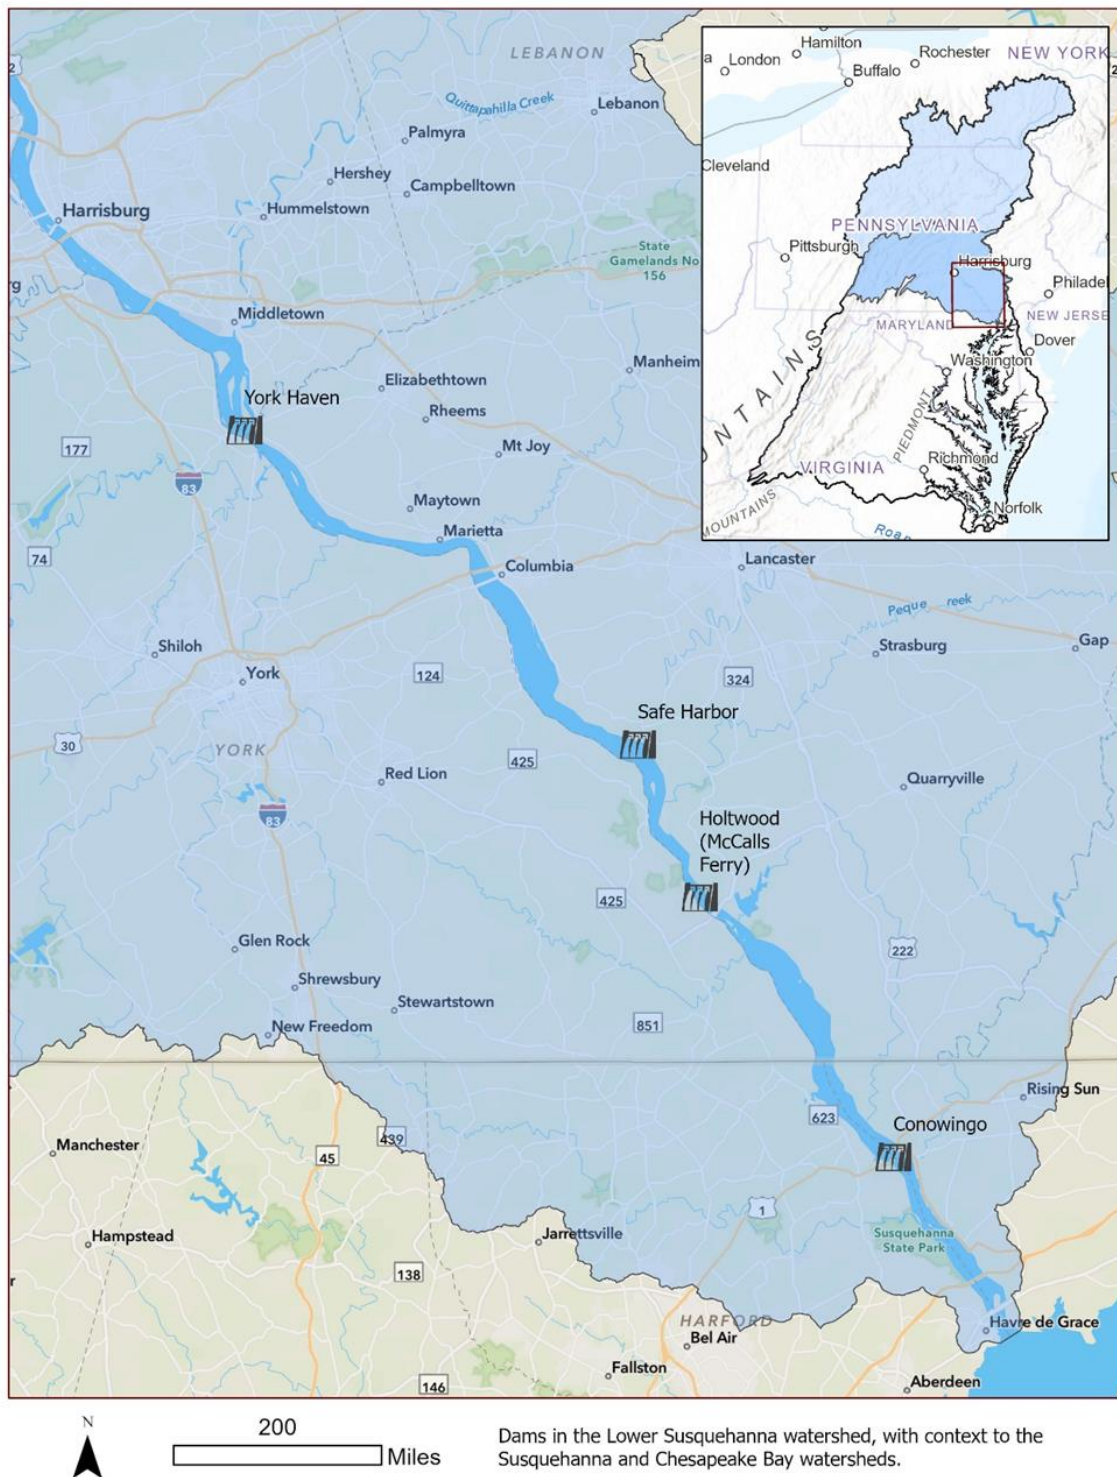 LEBANON
Quittapahilla Creek
Lebanon
Palmyra
Hershey
Campbelltown
Harrisburg
Hummelstown
State
Gamelands No
156
Middletown
Manheim
Elizabethtown
York Haven
Rheems
177
Mt Joy
83
Maytown
Marietta
74
Columbia
Lancaster
Peque reek
Shiloh
Strasburg
Gap
York
124
324
Safe Harbor
30
YORK
425
Red Lion
Quarryville
83
Holtwood
(McCalls
Ferry)
425
Glen Rock
222
Shrewsbury
Stewartstown
New Freedom
851
Rising Sun
623
Conowingo
439
Manchester
45
1
Susquehanna
State Park
Hampstead
Jarrettsville
138
HARFORD
Havre de Grace
Bel Air
Fallston
146
Aberdeen
Hamilton
London
Rochester
NEW YORK
Buffalo
Cleveland
PENNSYLVANIA
Pittsburgh
Harrisburg
Philadel
NEW JERSE
MARYLAND
Dover
Washington
UNTAINS
PIEDMONT
Richmond
VIRGINIA
Norfolk
MOUNTAINS
Roan
N
200
Miles
Dams in the Lower Susquehanna watershed, with context to the
Susquehanna and Chesapeake Bay watersheds.